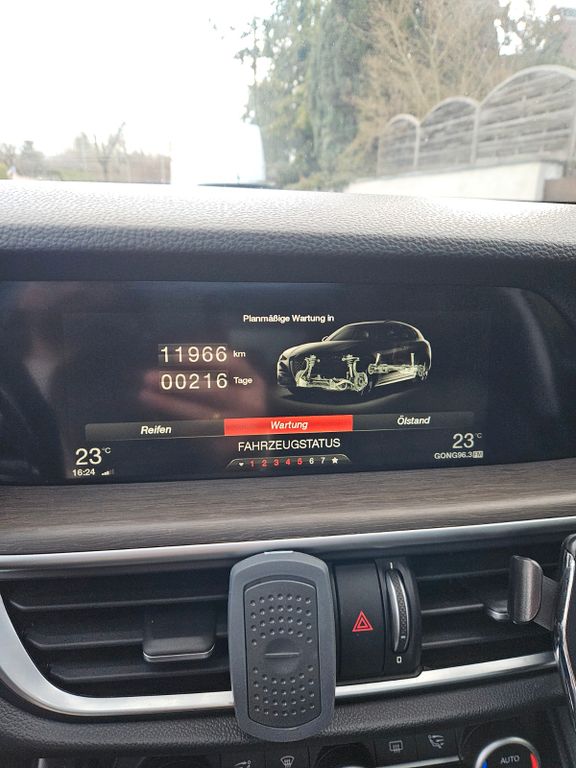 Planmäßige Wartung in
11966 km
00216 Tage
Reifen Wartung Ölstand
FAHRZEUGSTATUS
23°C 23°C
16:24 GONG96.3 FM
1 2 3 4 5 6 7
AUTO